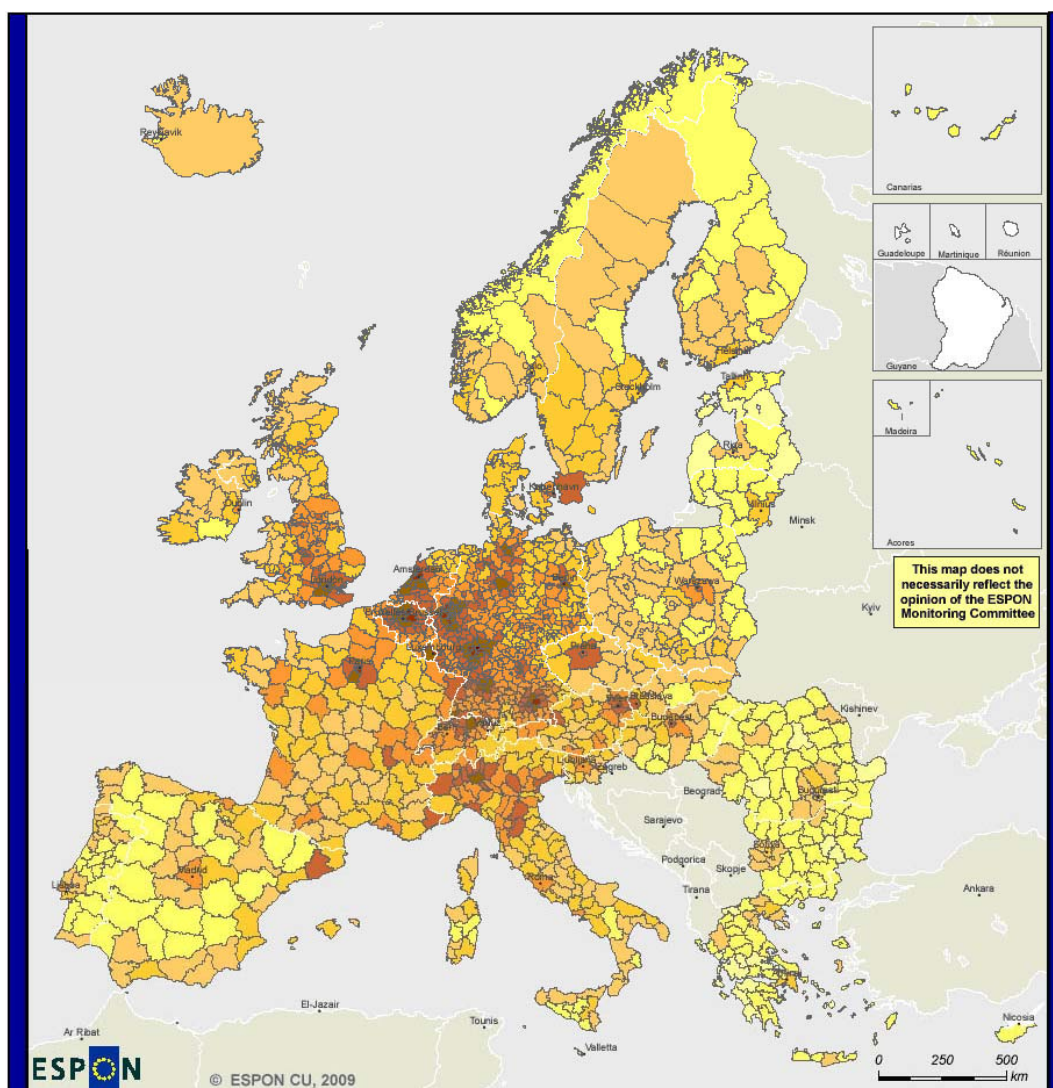 Reykjavik
Canarias
Guadeloupe
Martinique
Réunion
Guyane
Madeira
Acores
This map does not
necessarily reflect the
opinion of the ESPON
Monitoring Committee
Oslo
Helsinki
Tallinn
Stockholm
Riga
København
Vilnius
Minsk
Dublin
Amsterdam
Berlin
Warszawa
London
Kyiv
Paris
Praha
Bratislava
Budapest
Kishinev
Ljubljana
Zagreb
Beograd
Bucuresti
Sarajevo
Sofiya
Podgorica
Skopje
Tirana
Madrid
Lisboa
Roma
Ankara
El-Jazair
Tounis
Ar Ribat
Valletta
Nicosia
0 250 500
km
ESPON
© ESPON CU, 2009